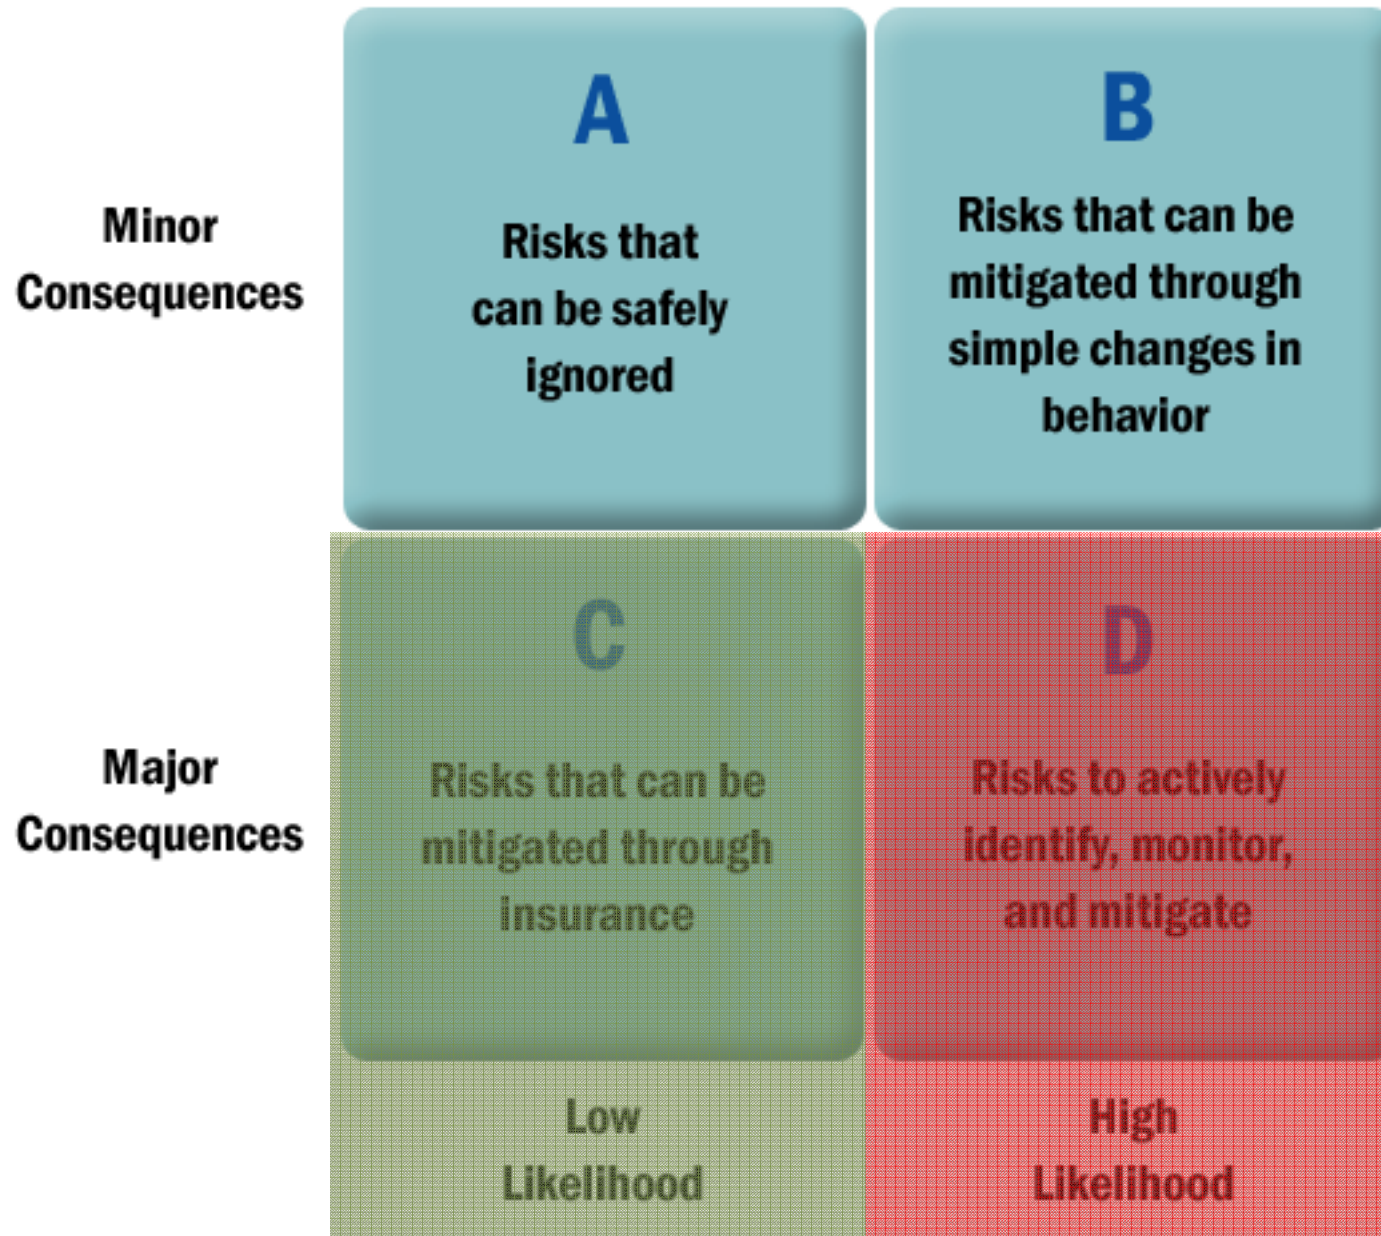 A
Risks that
can be safely
ignored
B
Risks that can be
mitigated through
simple changes in
behavior
Minor
Consequences
C
Risks that can be
mitigated through
insurance
D
Risks to actively
identify, monitor,
and mitigate
Major
Consequences
Low
Likelihood
High
Likelihood